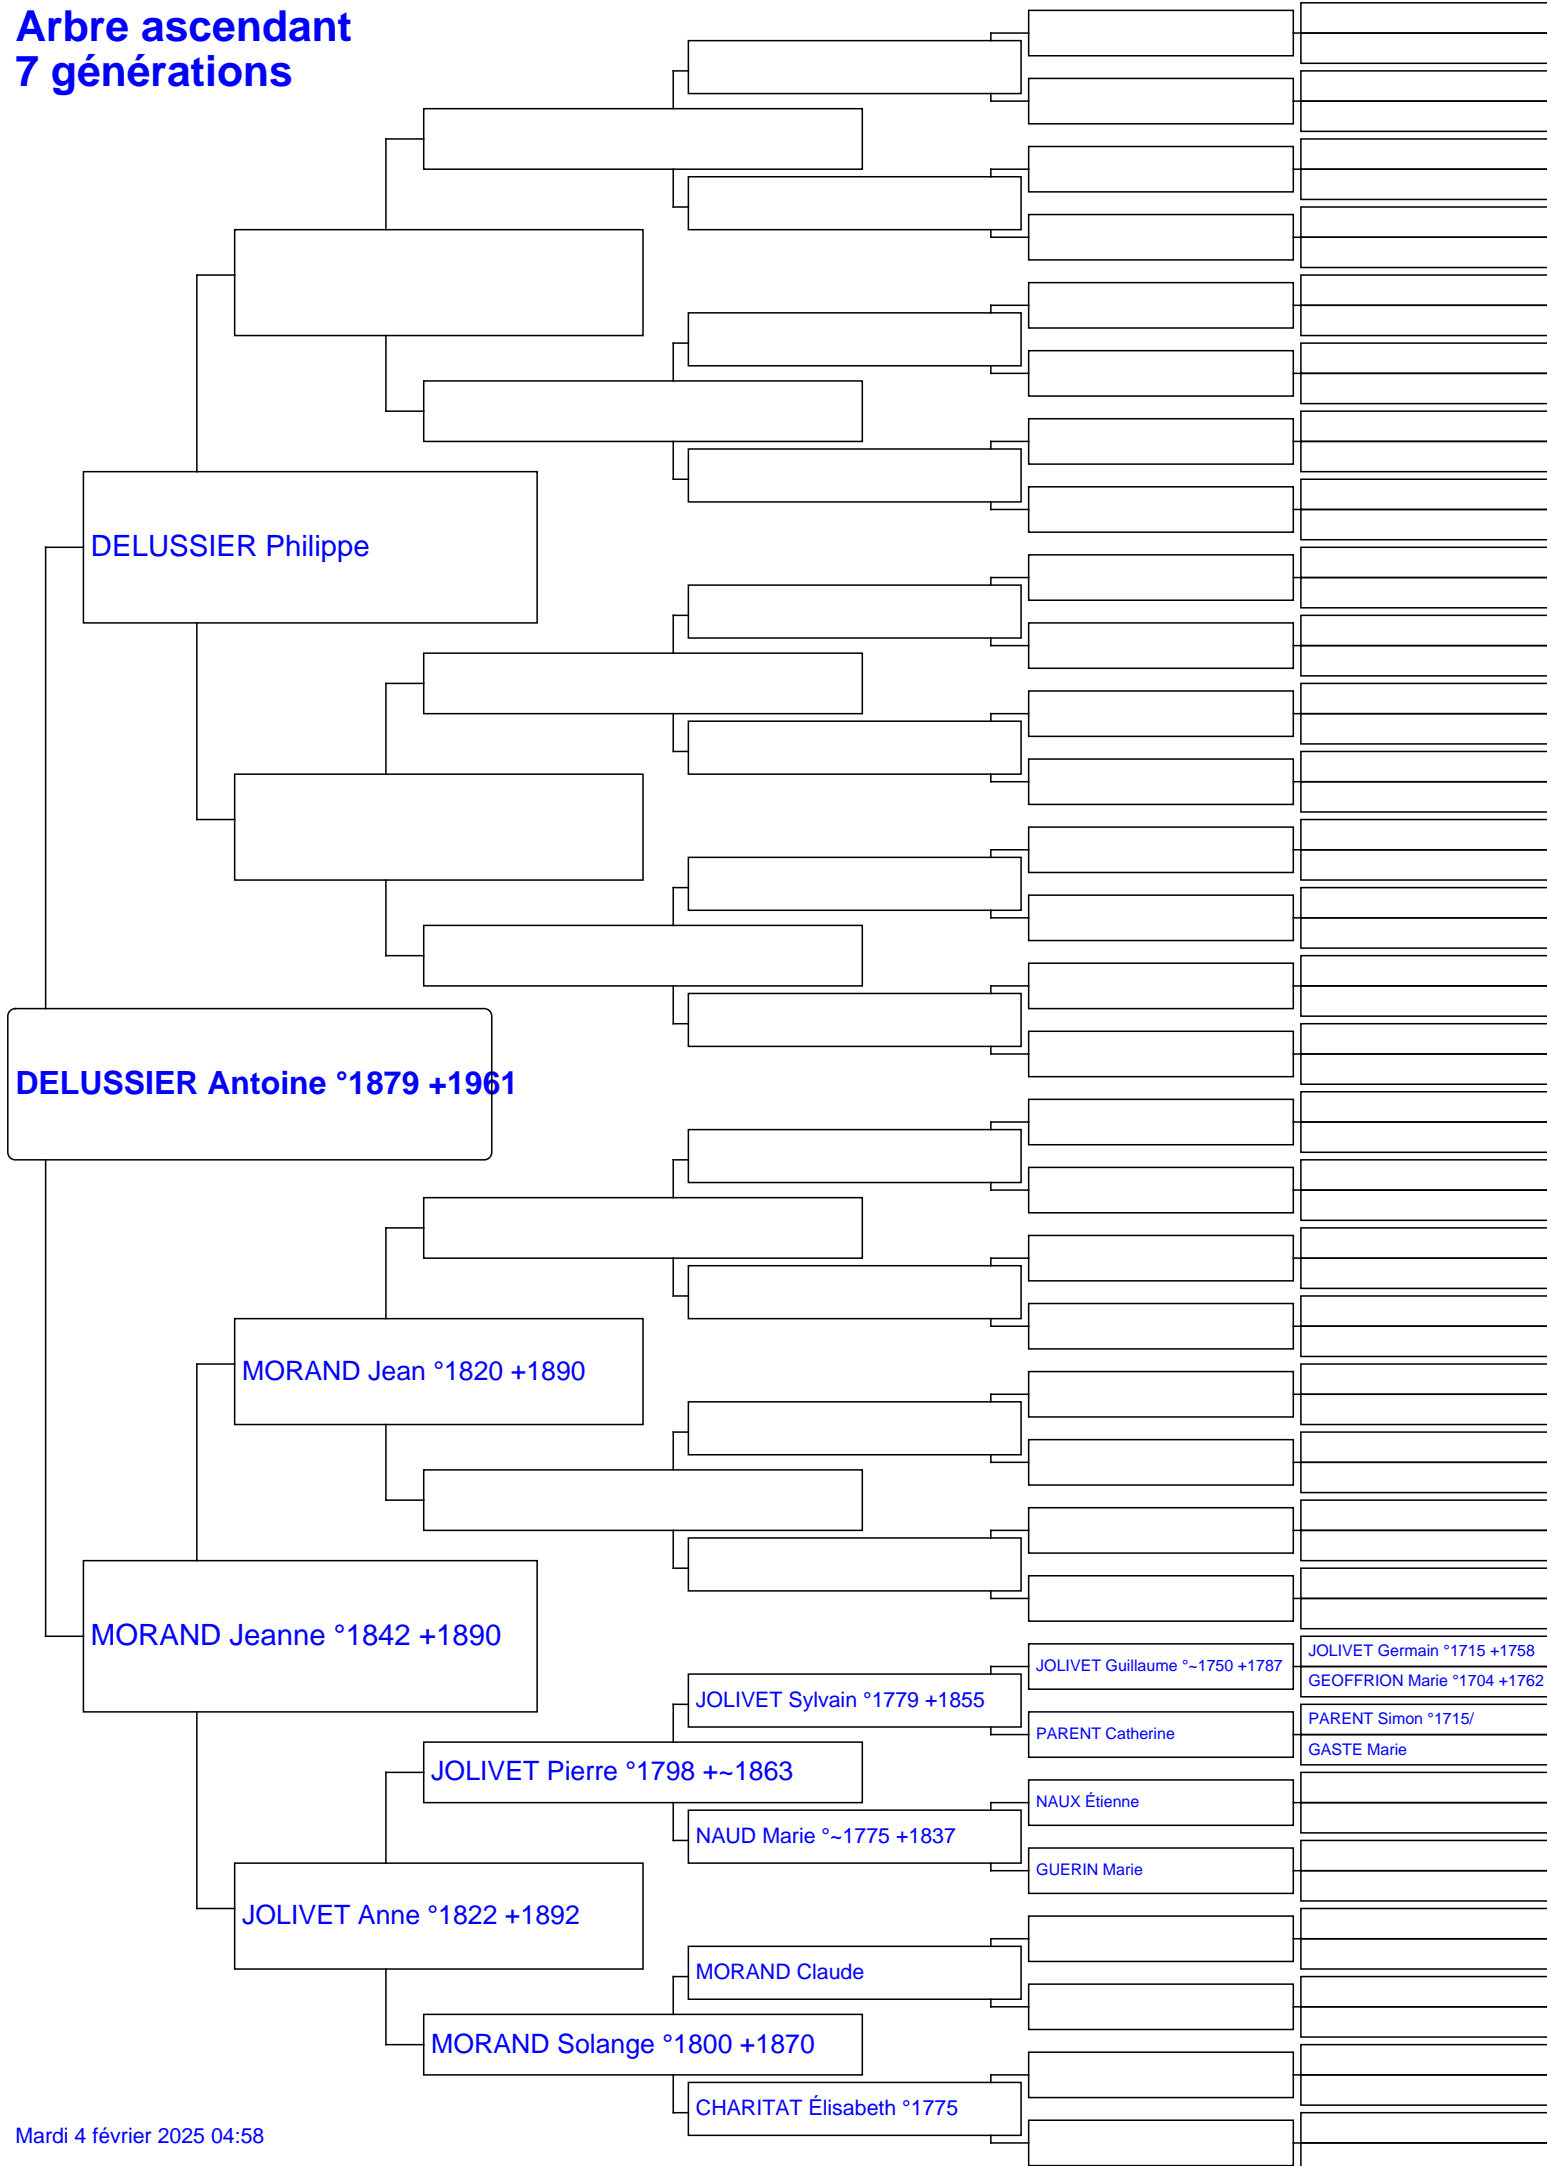 Arbre ascendant
7 générations
DELUSSIER Philippe
DELUSSIER Antoine °1879 +1961
MORAND Jean °1820 +1890
MORAND Jeanne °1842 +1890
JOLIVET Germain °1715 +1758
JOLIVET Guillaume °~1750 +1787
GEOFFRION Marie °1704 +1762
JOLIVET Sylvain °1779 +1855
PARENT Simon °1715/
PARENT Catherine
GASTE Marie
JOLIVET Pierre °1798 +~1863
NAUX Étienne
NAUD Marie °~1775 +1837
GUERIN Marie
JOLIVET Anne °1822 +1892
MORAND Claude
MORAND Solange °1800 +1870
CHARITAT Élisabeth °1775
Mardi 4 février 2025 04:58